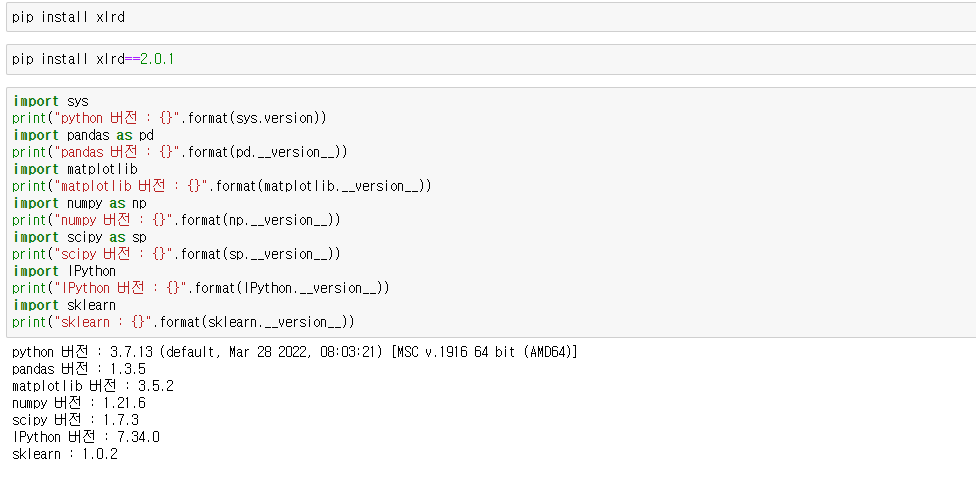 pip install xlrd
pip install xlrd==2.0.1
import sys
print("python 버전 : {}".format(sys.version))
import pandas as pd
print("pandas 버전 : {}".format(pd.__version__))
import matplotlib
print("matplotlib 버전 : {}".format(matplotlib.__version__))
import numpy as np
print("numpy 버전 : {}".format(np.__version__))
import scipy as sp
print("scipy 버전 : {}".format(sp.__version__))
import IPython
print("IPython 버전 : {}".format(IPython.__version__))
import sklearn
print("sklearn : {}".format(sklearn.__version__))
python 버전 : 3.7.13 (default, Mar 28 2022, 08:03:21) [MSC v.1916 64 bit (AMD64)]
pandas 버전 : 1.3.5
matplotlib 버전 : 3.5.2
numpy 버전 : 1.21.6
scipy 버전 : 1.7.3
IPython 버전 : 7.34.0
sklearn : 1.0.2